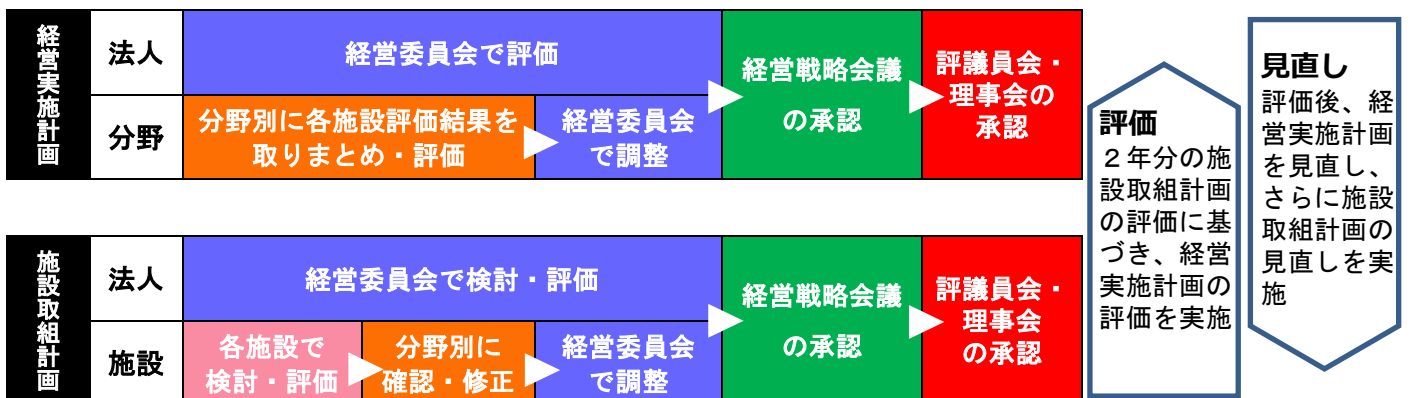 経営実施計画
法人
経営委員会で評価
分野
分野別に各施設評価結果を
取りまとめ・評価
経営委員会
で調整
経営戦略会議
の承認
評議員会・
理事会の
承認
施設取組計画
法人
経営委員会で検討・評価
施設
各施設で
検討・評価
分野別に
確認・修正
経営委員会
で調整
経営戦略会議
の承認
評議員会・
理事会
の承認
評価
２年分の施
設取組計画
の評価に基
づき、経営
実施計画の
評価を実施
見直し
評価後、経
営実施計画
を見直し、
さらに施設
取組計画の
見直しを実
施